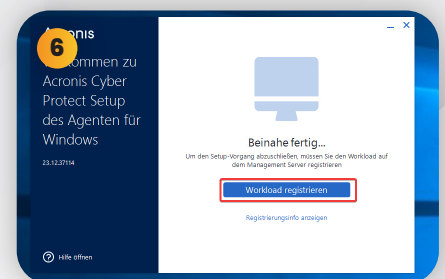 6
Acronis
kommen zu
Acronis Cyber
Protect Setup
des Agenten für
Windows
23.12.37114
Hilfe öffnen
Beinahe fertig...
Um den Setup-Vorgang abzuschließen, müssen Sie den Workload auf
dem Management Server registrieren
Workload registrieren
Registrierungsinfo anzeigen